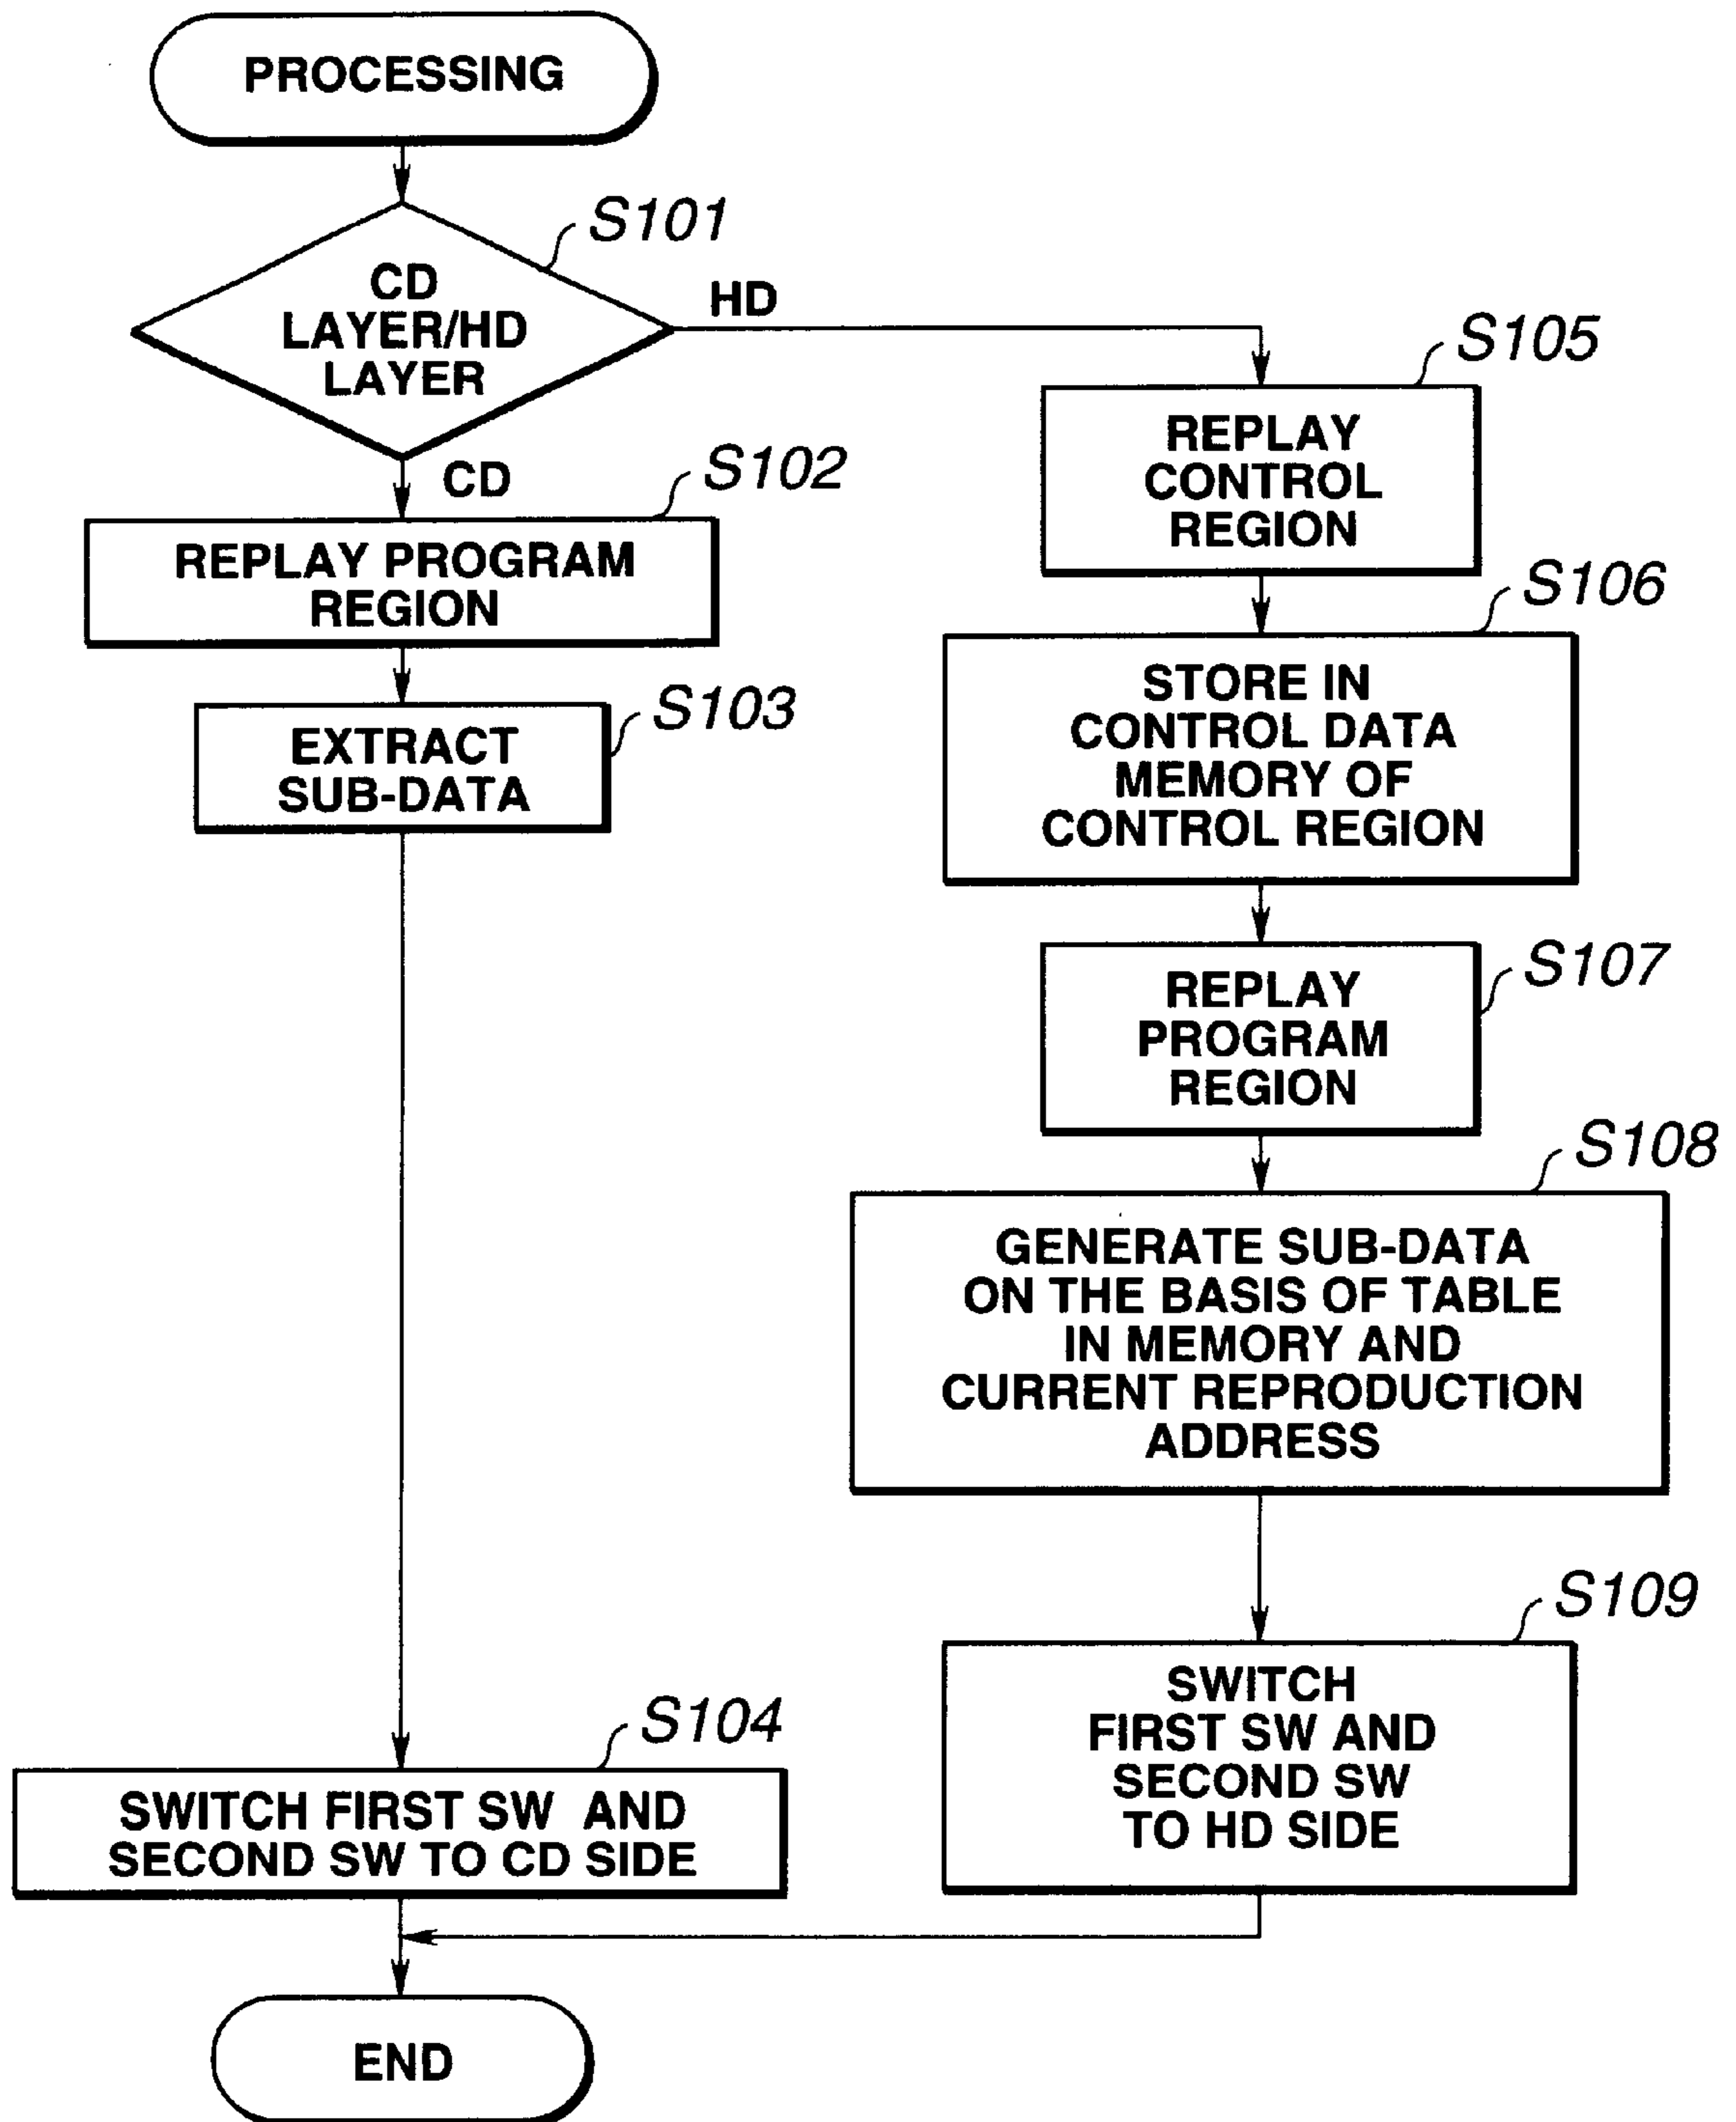 PROCESSING
S101
CD
LAYER/HD
LAYER
HD
CD
S102
REPLAY PROGRAM
REGION
S103
EXTRACT
SUB-DATA
S104
SWITCH FIRST SW AND
SECOND SW TO CD SIDE
S105
REPLAY
CONTROL
REGION
S106
STORE IN
CONTROL DATA
MEMORY OF
CONTROL REGION
S107
REPLAY
PROGRAM
REGION
S108
GENERATE SUB-DATA
ON THE BASIS OF TABLE
IN MEMORY AND
CURRENT REPRODUCTION
ADDRESS
S109
SWITCH
FIRST SW AND
SECOND SW
TO HD SIDE
END